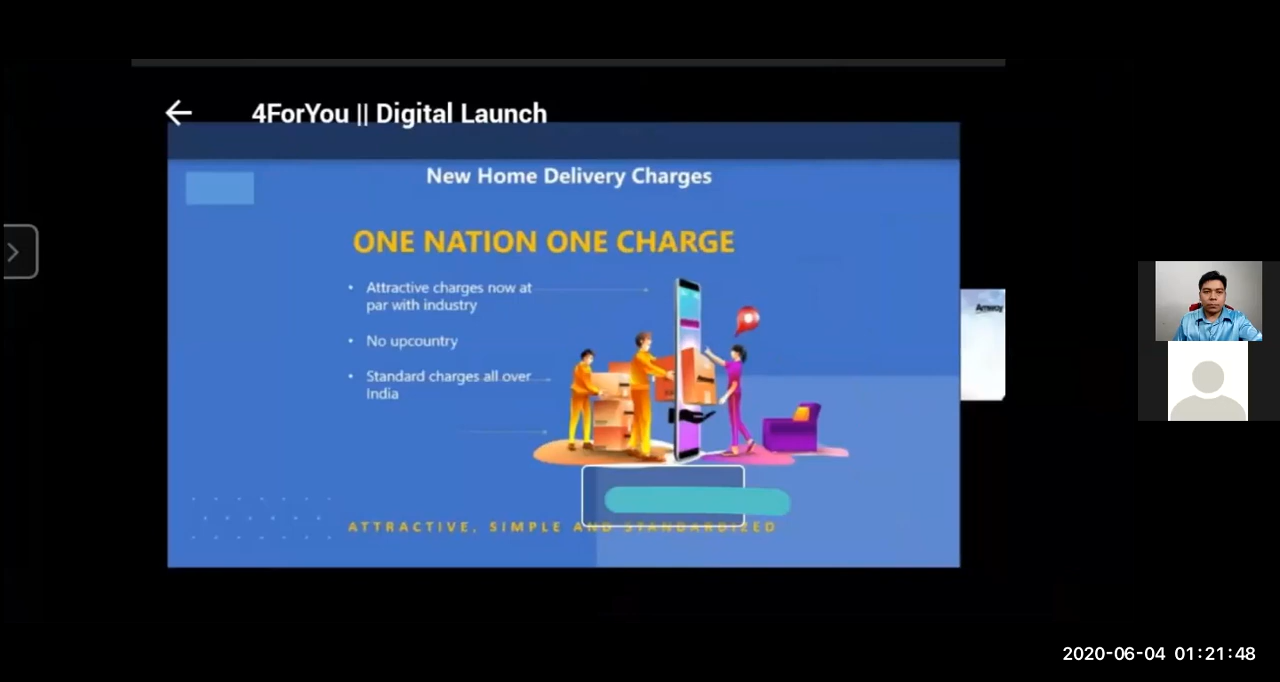 4ForYou || Digital Launch
New Home Delivery Charges
ONE NATION ONE CHARGE
• Attractive charges now at
par with industry
• No upcountry
• Standard charges all over
India
Amway
ATTRACTIVE, SIMPLE AND STANDARDIZED
2020-06-04 01:21:48